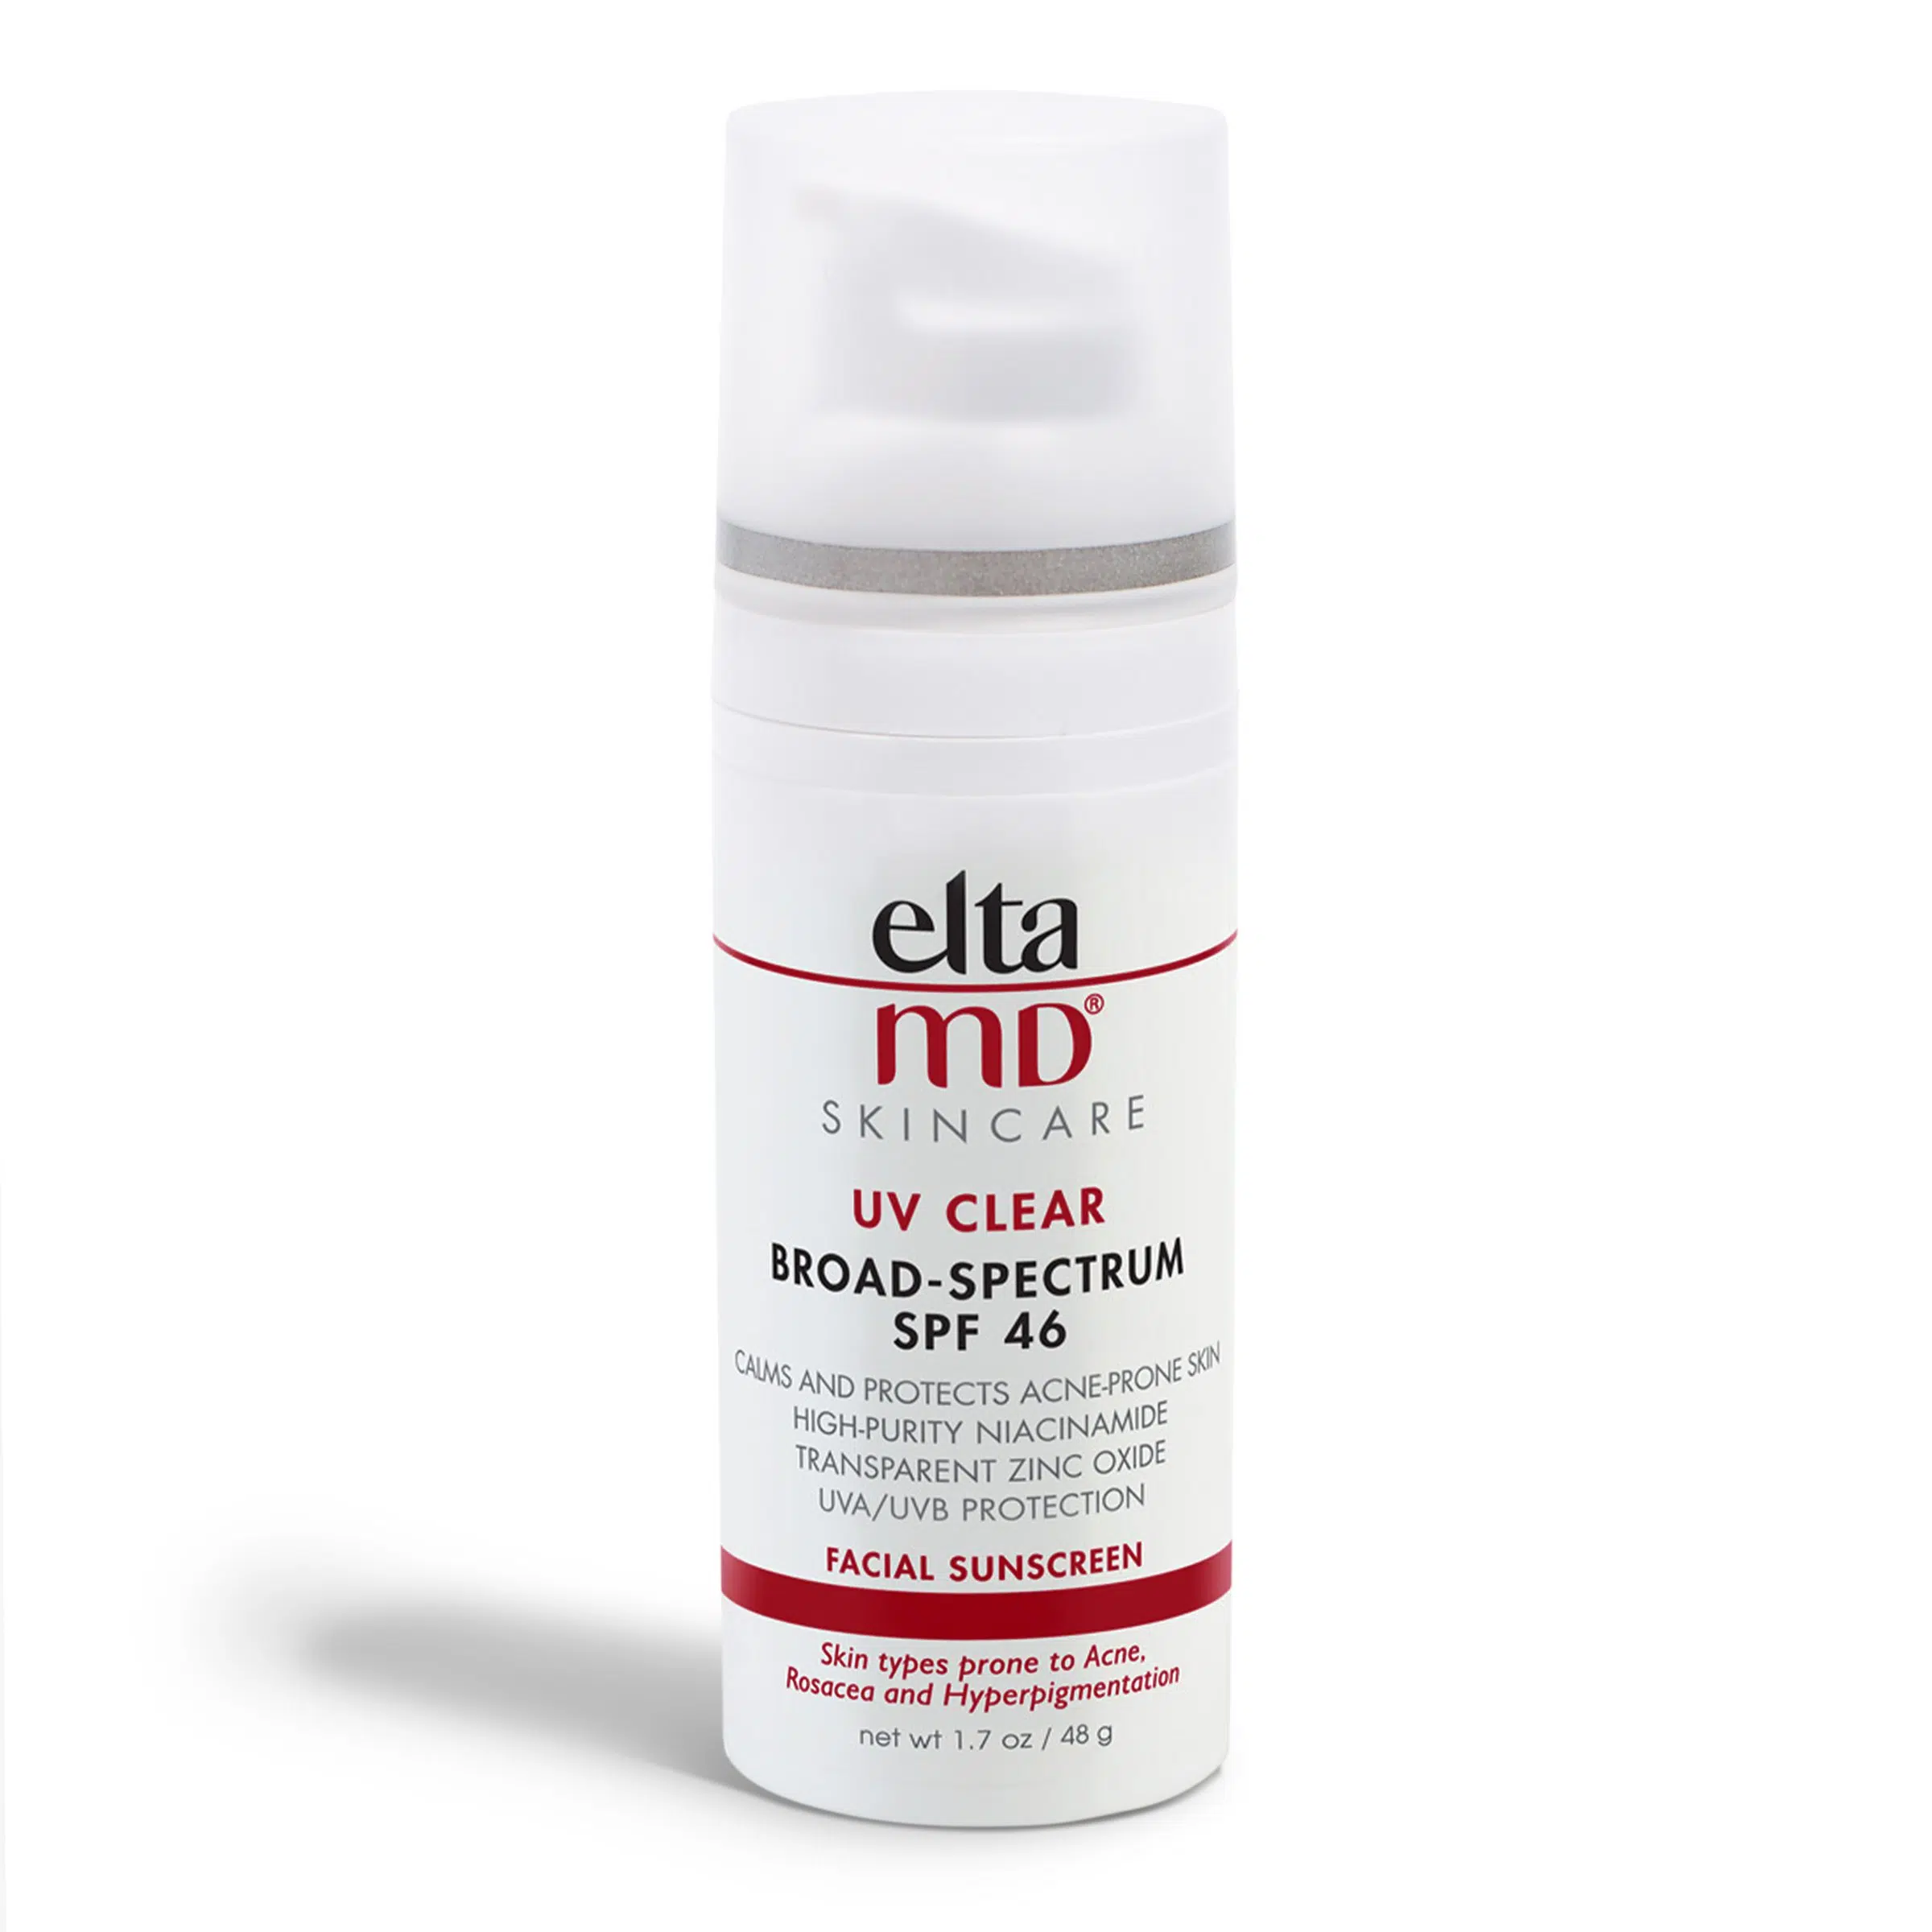 elta
MD®
SKINCARE
UV CLEAR
BROAD-SPECTRUM
SPF 46
CALMS AND PROTECTS ACNE-PRONE SKIN
HIGH-PURITY NIACINAMIDE
TRANSPARENT ZINC OXIDE
UVA/UVB PROTECTION
FACIAL SUNSCREEN
Skin types prone to Acne,
Rosacea and Hyperpigmentation
net wt 1.7 oz / 48 g